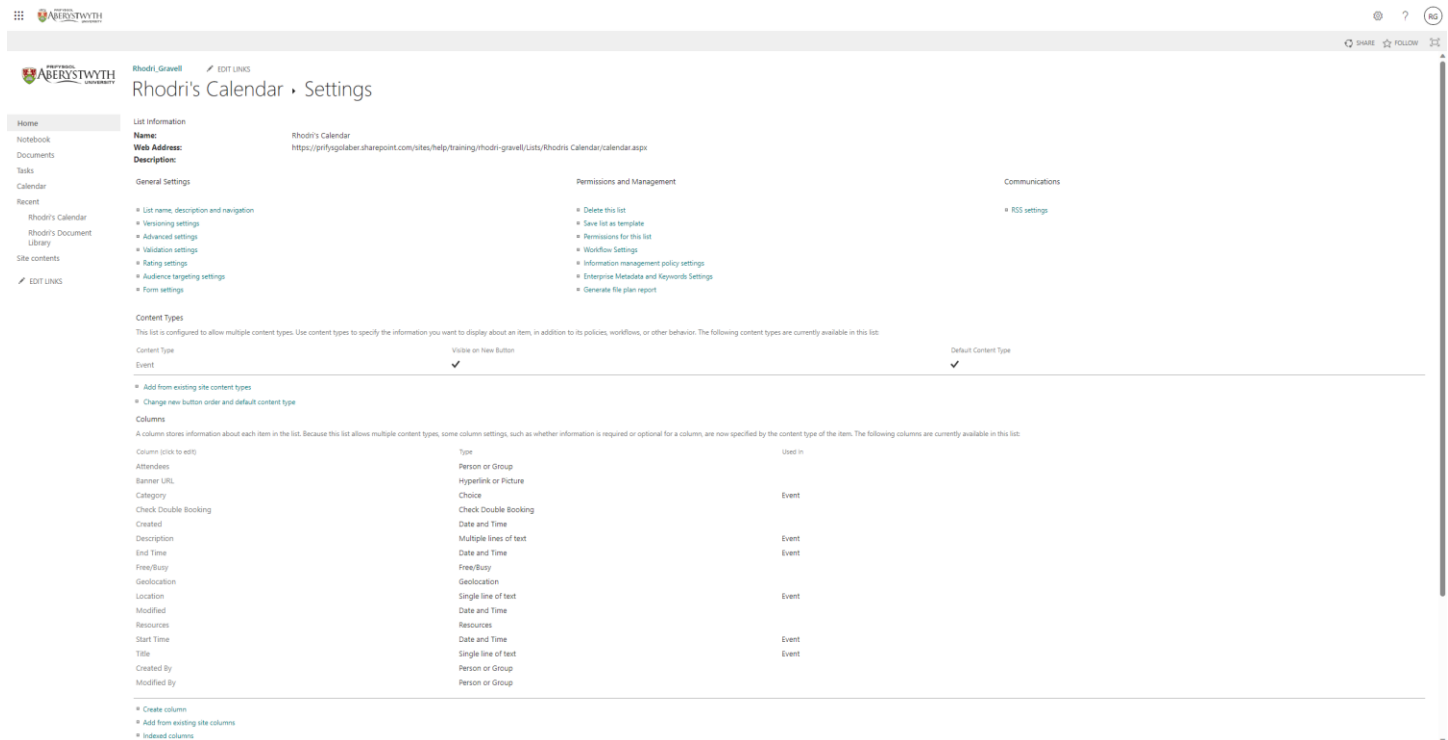 PRIFYSGOL
ABERYSTWYTH
UNIVERSITY
RG
SHARE FOLLOW
PRIFYSGOL
ABERYSTWYTH
UNIVERSITY
Rhodri_Gravell EDIT LINKS
Rhodri's Calendar › Settings
Home
Notebook
Documents
Tasks
Calendar
Recent
Rhodri's Calendar
Rhodri's Document
Library
Site contents
EDIT LINKS
List Information
Name: Rhodri's Calendar
Web Address: https://prifysgolaber.sharepoint.com/sites/help/training/rhodri-gravell/Lists/Rhodris Calendar/calendar.aspx
Description:
General Settings Permissions and Management Communications
List name, description and navigation Delete this list RSS settings
Versioning settings Save list as template
Advanced settings Permissions for this list
Validation settings Workflow Settings
Rating settings Information management policy settings
Audience targeting settings Enterprise Metadata and Keywords Settings
Form settings Generate file plan report
Content Types
This list is configured to allow multiple content types. Use content types to specify the information you want to display about an item, in addition to its policies, workflows, or other behavior. The following content types are currently available in this list:
Content Type Visible on New Button Default Content Type
Event ✔ ✔
Add from existing site content types
Change new button order and default content type
Columns
A column stores information about each item in the list. Because this list allows multiple content types, some column settings, such as whether information is required or optional for a column, are now specified by the content type of the item. The following columns are currently available in this list:
Column (click to edit) Type Used in
Attendees Person or Group
Banner URL Hyperlink or Picture
Category Choice Event
Check Double Booking Check Double Booking
Created Date and Time
Description Multiple lines of text Event
End Time Date and Time Event
Free/Busy Free/Busy
Geolocation Geolocation
Location Single line of text Event
Modified Date and Time
Resources Resources
Start Time Date and Time Event
Title Single line of text Event
Created By Person or Group
Modified By Person or Group
Create column
Add from existing site columns
Indexed columns